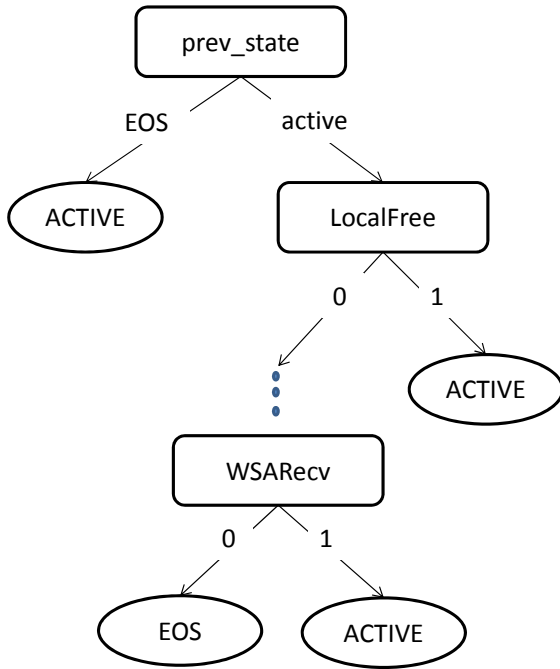 prev_state
EOS
active
ACTIVE
LocalFree
0
1
ACTIVE
WSARecv
0
1
EOS
ACTIVE